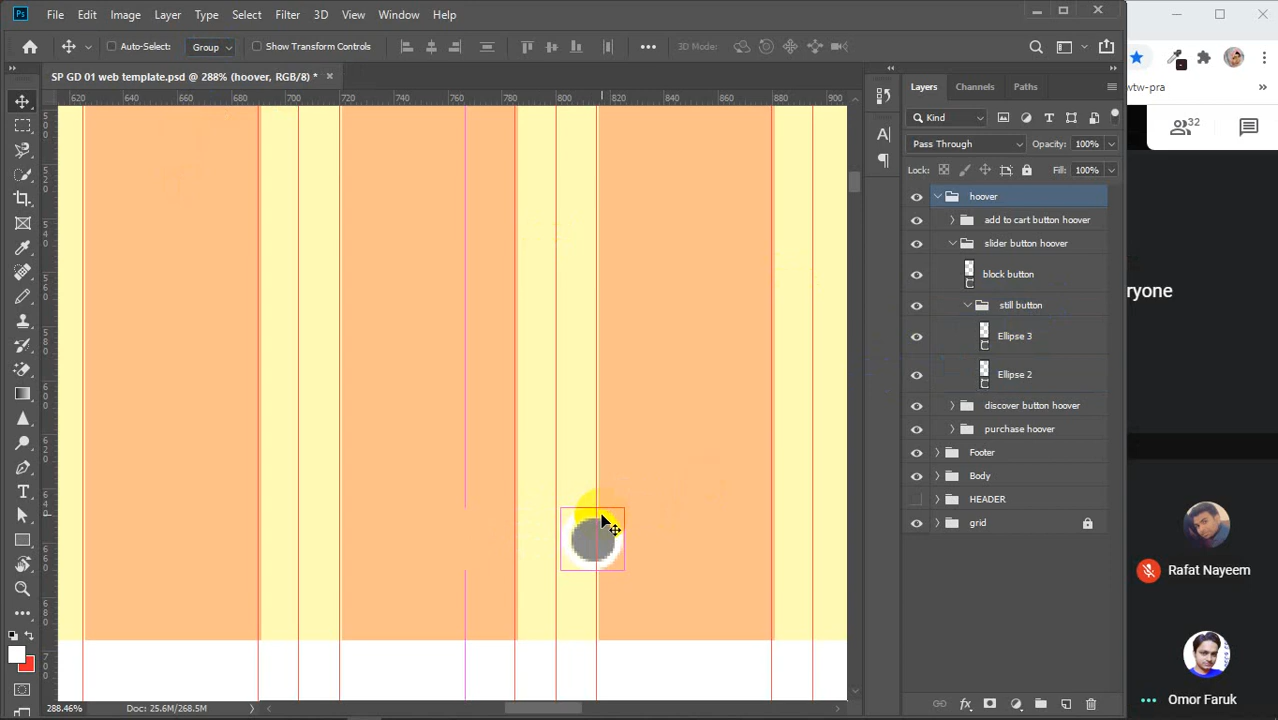 File Edit Image Layer Type Select Filter 3D View Window Help
Auto-Select: Group Show Transform Controls 3D Mode:
SP GD 01 web template.psd @ 288% (hoover, RGB/8) *
620 640 660 680 700 720 740 760 780 800 820 840 860 880 900
Layers Channels Paths
Kind
Pass Through Opacity: 100%
Lock: Fill: 100%
hoover
add to cart button hoover
slider button hoover
block button
still button
Ellipse 3
Ellipse 2
discover button hoover
purchase hoover
Footer
Body
HEADER
grid
288.46% Doc: 25.6M/268.5M
wtw-pra
32
ryone
Rafat Nayeem
Omor Faruk